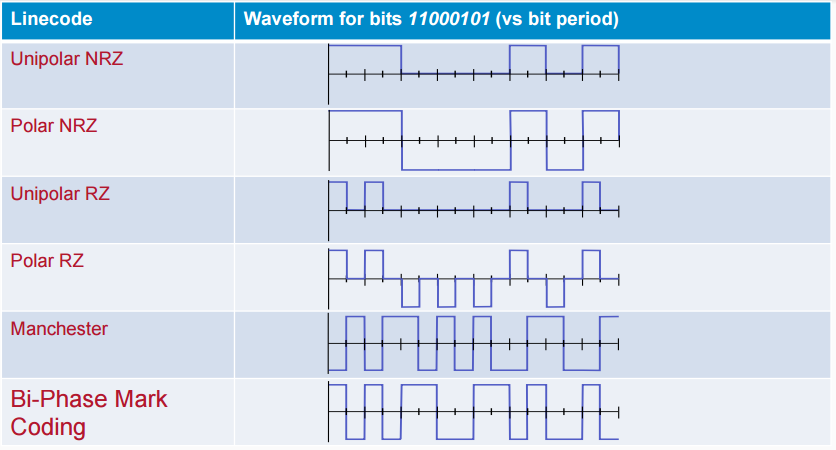 Linecode
Waveform for bits 11000101 (vs bit period)
Unipolar NRZ
Polar NRZ
Unipolar RZ
Polar RZ
Manchester
Bi-Phase Mark
Coding